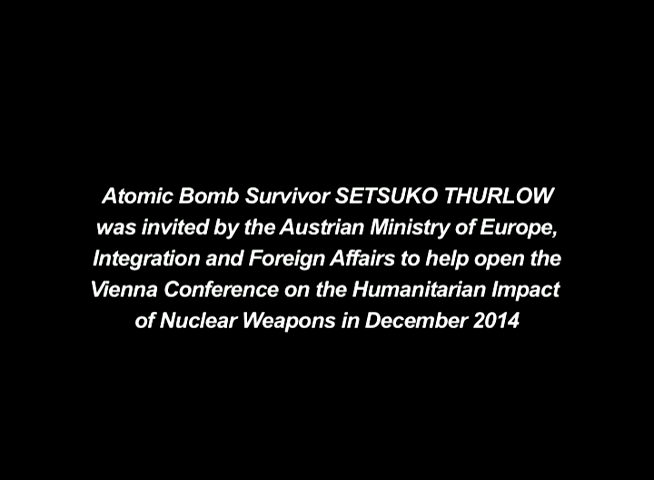 Atomic Bomb Survivor SETSUKO THURLOW
was invited by the Austrian Ministry of Europe,
Integration and Foreign Affairs to help open the
Vienna Conference on the Humanitarian Impact
of Nuclear Weapons in December 2014